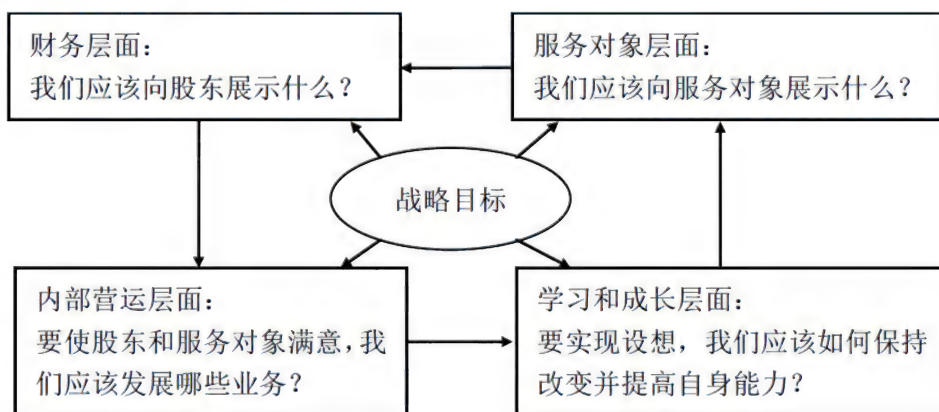 财务层面：
我们应该向股东展示什么？
服务对象层面：
我们应该向服务对象展示什么？
战略目标
内部营运层面：
要使股东和服务对象满意，我
们应该发展哪些业务？
学习和成长层面：
要实现设想，我们应该如何保持
改变并提高自身能力？